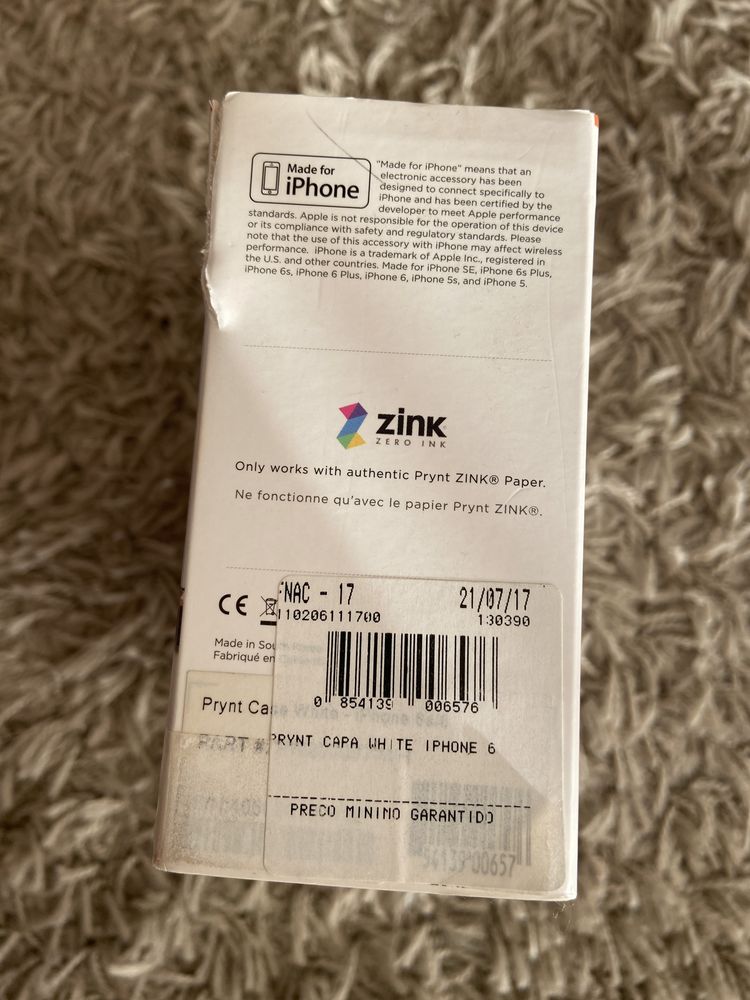 Made for
iPhone
"Made for iPhone" means that an
electronic accessory has been
designed to connect specifically to
iPhone and has been certified by the
developer to meet Apple performance
standards. Apple is not responsible for the operation of this device
or its compliance with safety and regulatory standards. Please
note that the use of this accessory with iPhone may affect wireless
performance. iPhone is a trademark of Apple Inc., registered in
the U.S. and other countries. Made for iPhone SE, iPhone 6s Plus,
iPhone 6s, iPhone 6 Plus, iPhone 6, iPhone 5s, and iPhone 5.
zink
ZERO INK
Only works with authentic Prynt ZINK® Paper.
Ne fonctionne qu'avec le papier Prynt ZINK®.
CE
FNAC - 17 21/07/17
110206111700 130390
Made in
Fabriqué en
0 854139 006576
Prynt
PART #
PRYNT CAPA WHITE IPHONE 6
PRECO MINIMO GARANTIDO
54139 00657